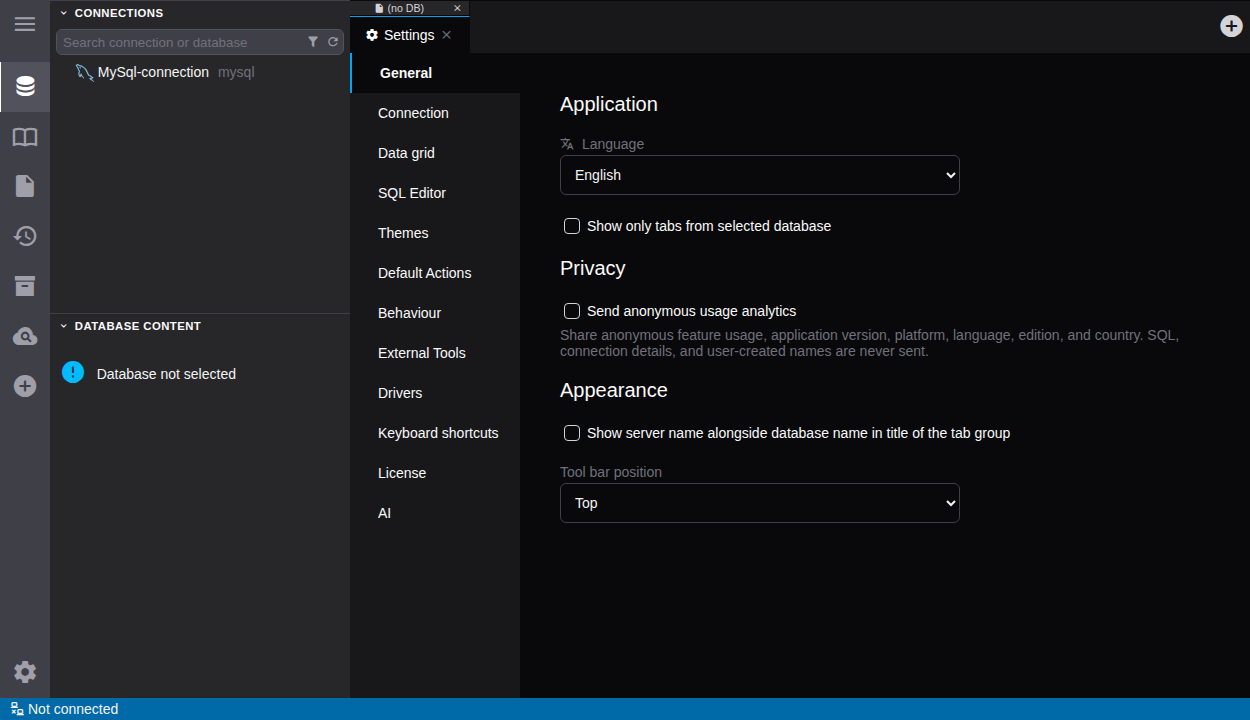 CONNECTIONS
Search connection or database
MySql-connection mysql
DATABASE CONTENT
Database not selected
(no DB)
Settings
General
Connection
Data grid
SQL Editor
Themes
Default Actions
Behaviour
External Tools
Drivers
Keyboard shortcuts
License
AI
Application
Language
English
Show only tabs from selected database
Privacy
Send anonymous usage analytics
Share anonymous feature usage, application version, platform, language, edition, and country. SQL,
connection details, and user-created names are never sent.
Appearance
Show server name alongside database name in title of the tab group
Tool bar position
Top
Not connected